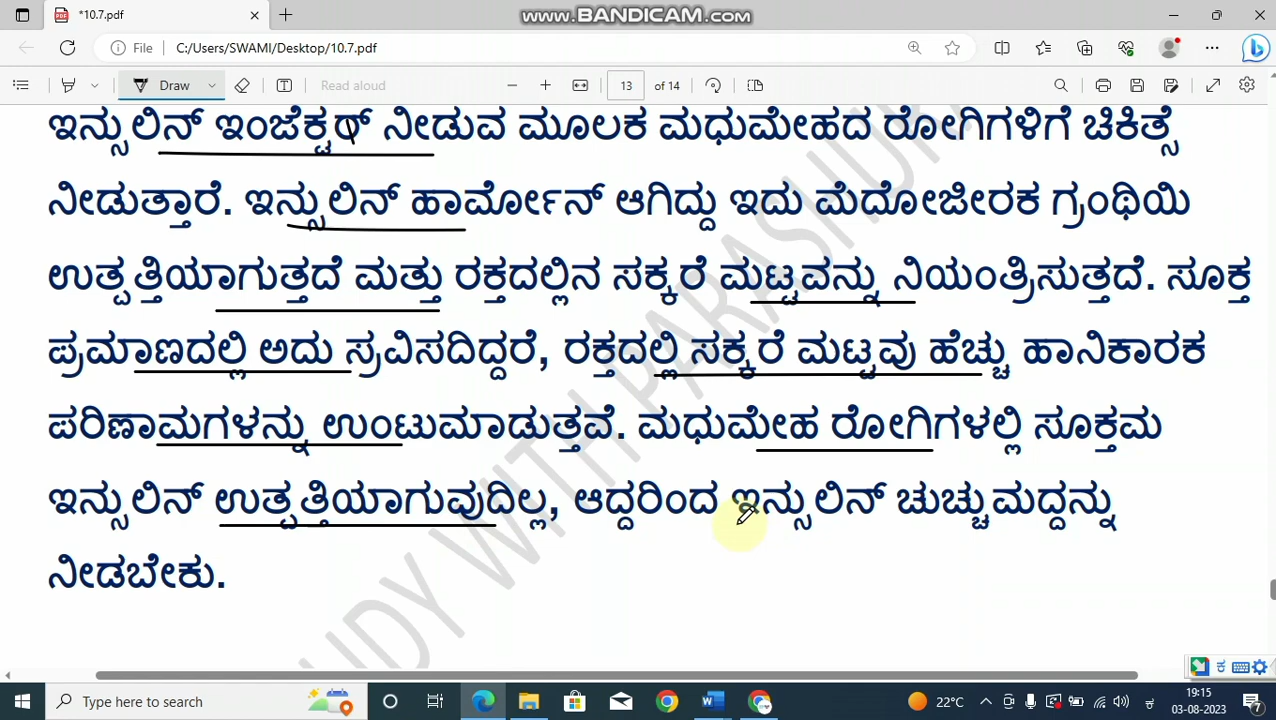 *10.7.pdf
www.BANDICAM.com
File C:/Users/SWAMI/Desktop/10.7.pdf
Draw Read aloud 13 of 14
ಇನ್ಸುಲಿನ್ ಇಂಜೆಕ್ಟಥ್ ನೀಡುವ ಮೂಲಕ ಮಧುಮೇಹದ ರೋಗಿಗಳಿಗೆ ಚಿಕಿತ್ಸೆ
ನೀಡುತ್ತಾರೆ. ಇನ್ಸುಲಿನ್ ಹಾರ್ಮೋನ್ ಆಗಿದ್ದು ಇದು ಮೆದೋಜೀರಕ ಗ್ರಂಥಿಯಿ
ಉತ್ಪತ್ತಿಯಾಗುತ್ತದೆ ಮತ್ತು ರಕ್ತದಲ್ಲಿನ ಸಕ್ಕರೆ ಮಟ್ಟವನ್ನು ನಿಯಂತ್ರಿಸುತ್ತದೆ. ಸೂಕ್ತ
ಪ್ರಮಾಣದಲ್ಲಿ ಅದು ಸ್ರವಿಸದಿದ್ದರೆ, ರಕ್ತದಲ್ಲಿ ಸಕ್ಕರೆ ಮಟ್ಟವು ಹೆಚ್ಚು ಹಾನಿಕಾರಕ
ಪರಿಣಾಮಗಳನ್ನು ಉಂಟುಮಾಡುತ್ತವೆ. ಮಧುಮೇಹ ರೋಗಿಗಳಲ್ಲಿ ಸೂಕ್ತಮ
ಇನ್ಸುಲಿನ್ ಉತ್ಪತ್ತಿಯಾಗುವುದಿಲ್ಲ, ಆದ್ದರಿಂದ ಇನ್ಸುಲಿನ್ ಚುಚ್ಚುಮದ್ದನ್ನು
ನೀಡಬೇಕು.
STUDY WITH PARASHURAM
Type here to search 22°C 19:15
03-08-2023